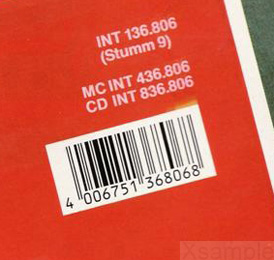 INT 136.806
(Stumm 9)
MC INT 436.806
CD INT 836.806
4 006751 368068